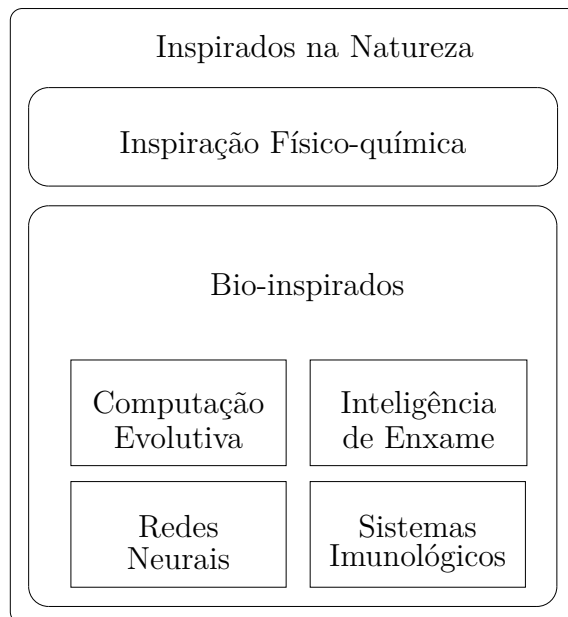 Inspirados na Natureza
Inspiração Físico-química
Bio-inspirados
Computação
Evolutiva
Inteligência
de Enxame
Redes
Neurais
Sistemas
Imunológicos